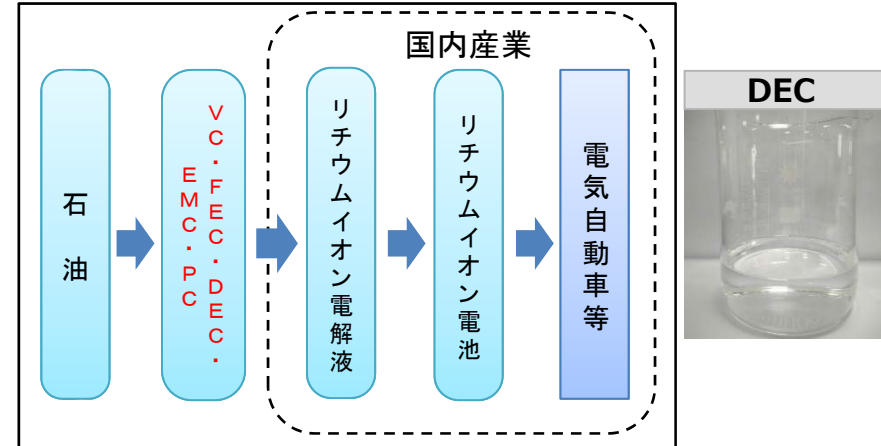 国内産業
石油
VC・FEC・DEC・
EMC・PC
リチウムイオン電解液
リチウムイオン電池
電気自動車等
DEC